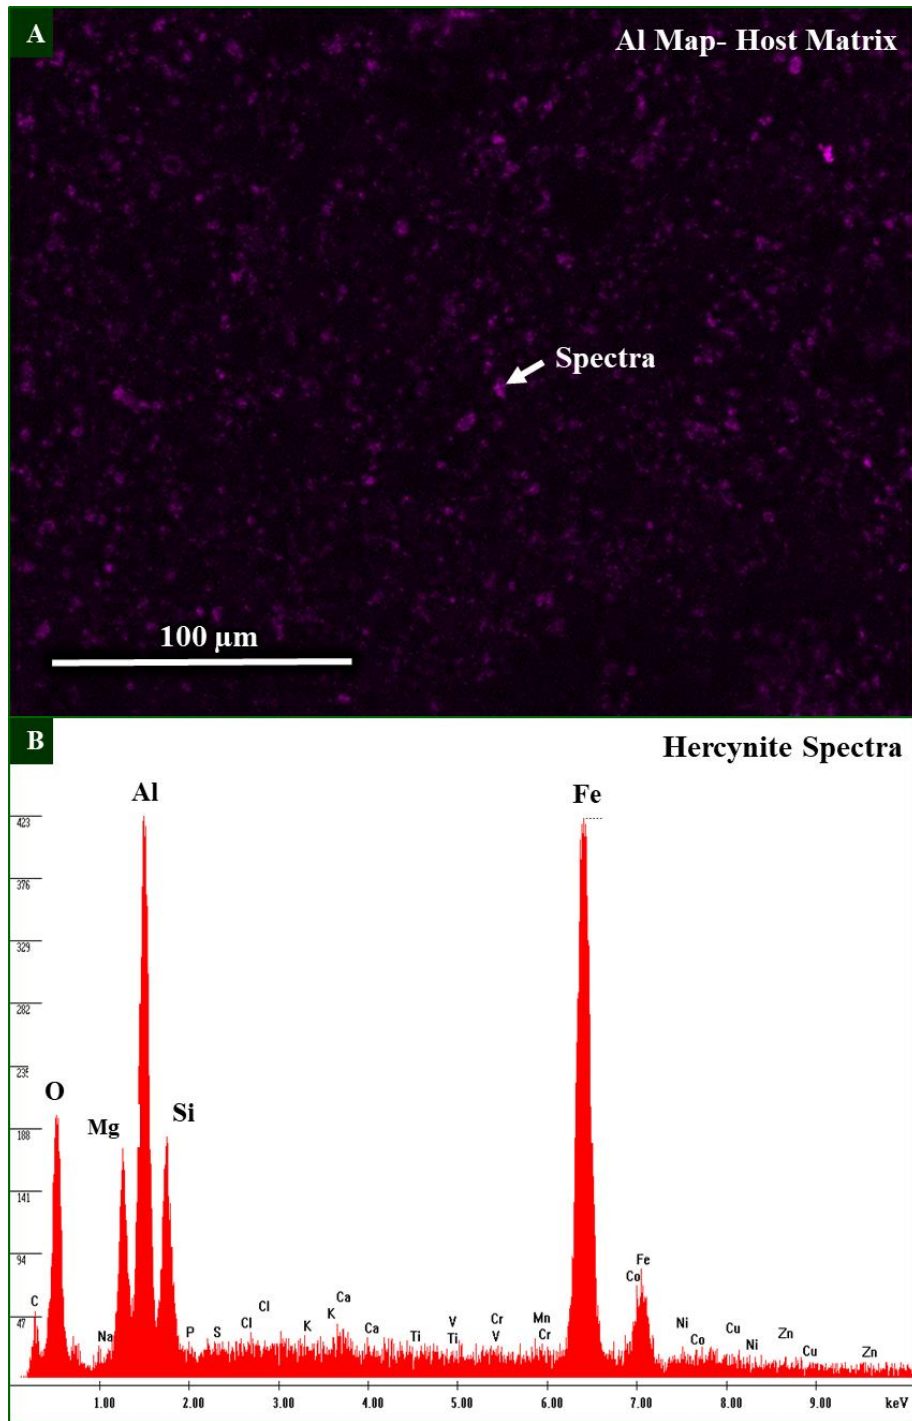 A
Al Map- Host Matrix
Spectra
100 µm
B
Hercynite Spectra
Al
Fe
423
376
329
282
235
O
188
Mg
Si
141
94
Fe
Co
C
47
Na
P
S
Cl
Cl
K
K
Ca
Ca
Ti
V
Ti
Cr
V
Mn
Cr
Ni
Co
Cu
Ni
Zn
Cu
Zn
1.00 2.00 3.00 4.00 5.00 6.00 7.00 8.00 9.00 keV